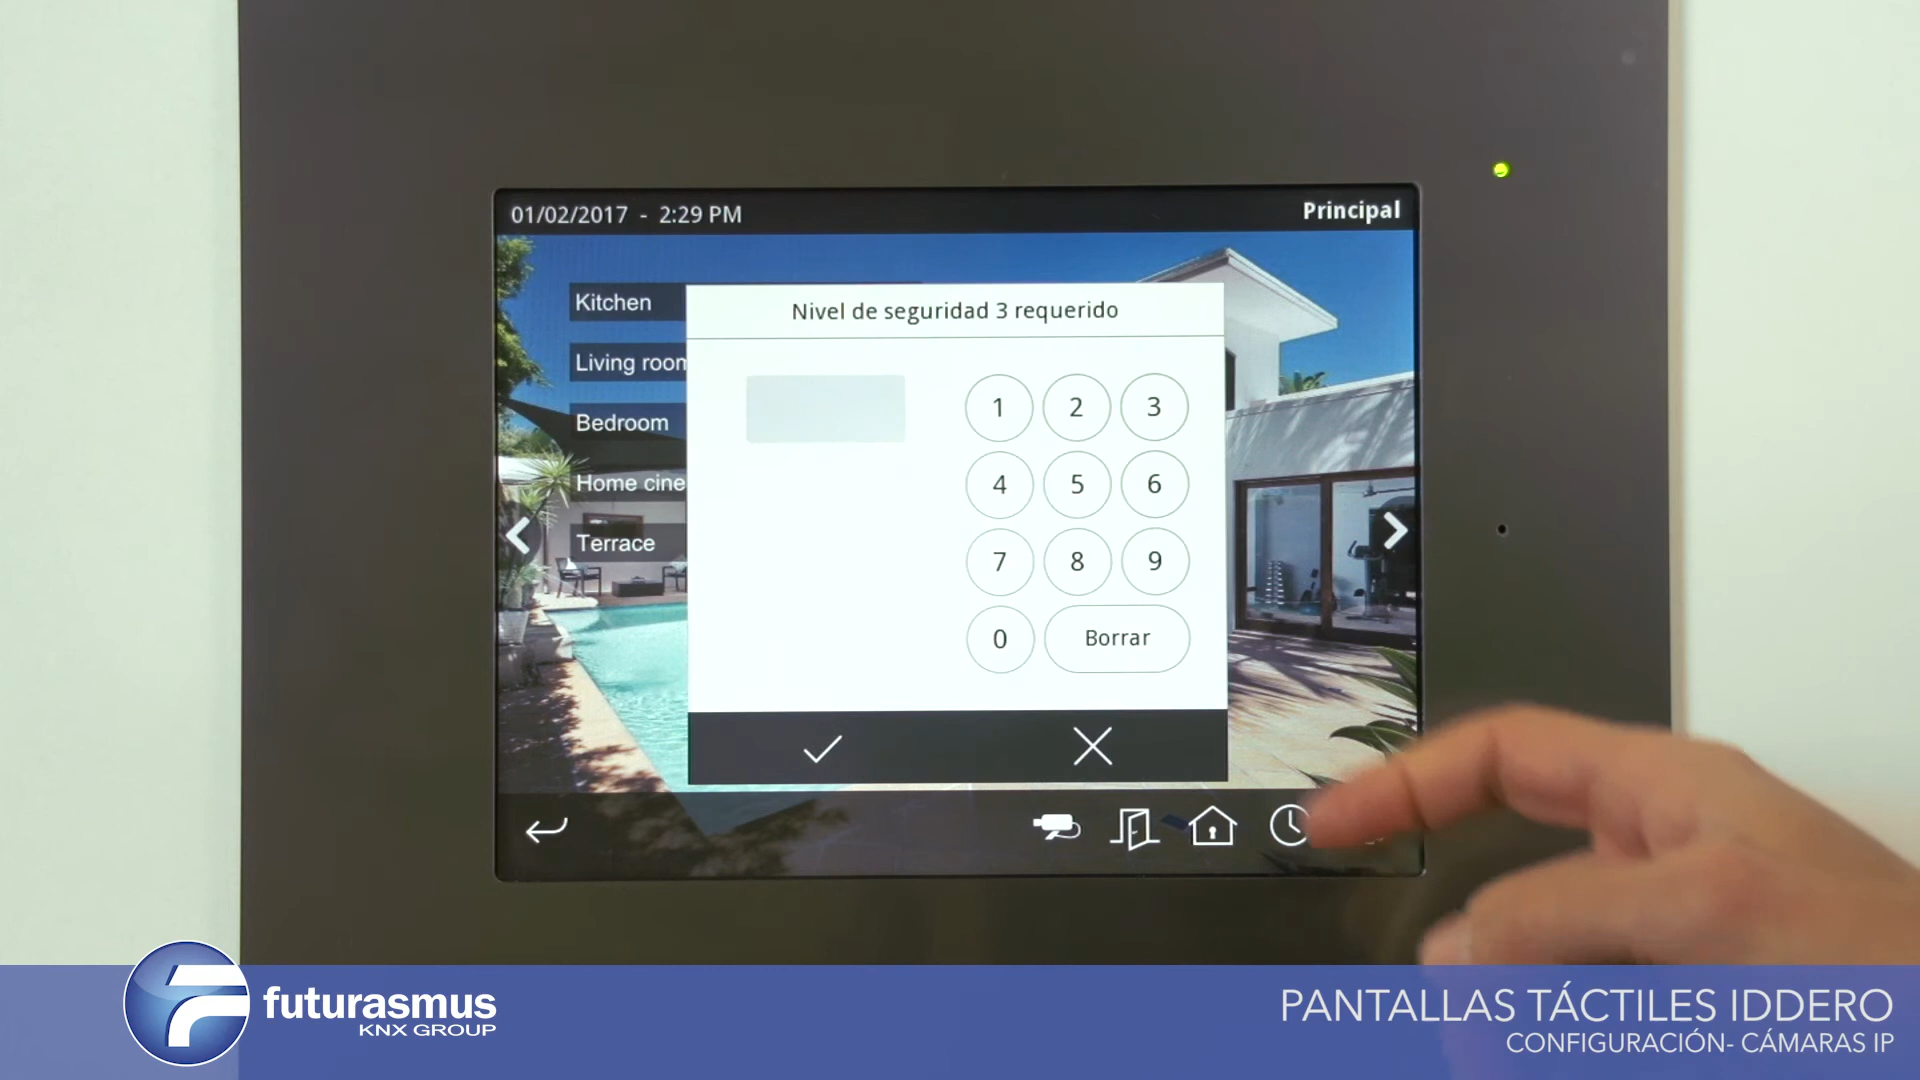 01/02/2017 - 2:29 PM
Principal
Kitchen
Living room
Bedroom
Home cine
Terrace
Nivel de seguridad 3 requerido
1 2 3
4 5 6
7 8 9
0 Borrar
futurasmus
KNX GROUP
PANTALLAS TÁCTILES IDDERO
CONFIGURACIÓN- CÁMARAS IP